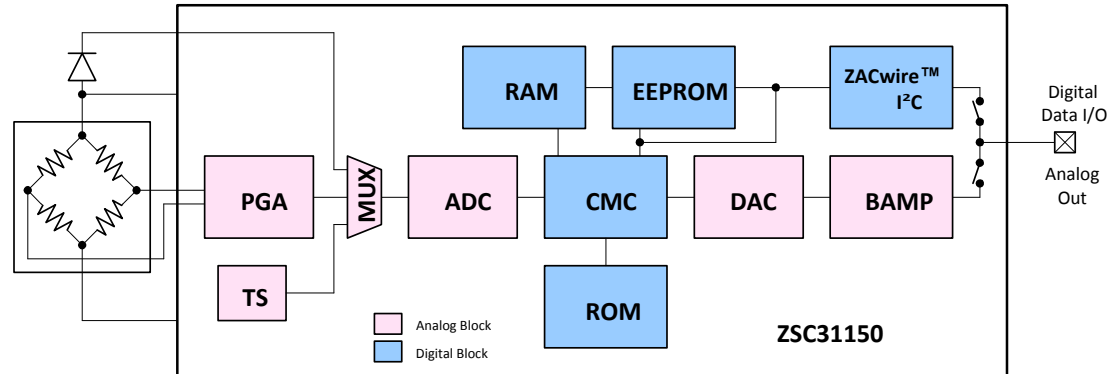 RAM
EEPROM
ZACwire™
I²C
Digital
Data I/O
Analog
Out
PGA
MUX
ADC
CMC
DAC
BAMP
TS
ROM
Analog Block
Digital Block
ZSC31150